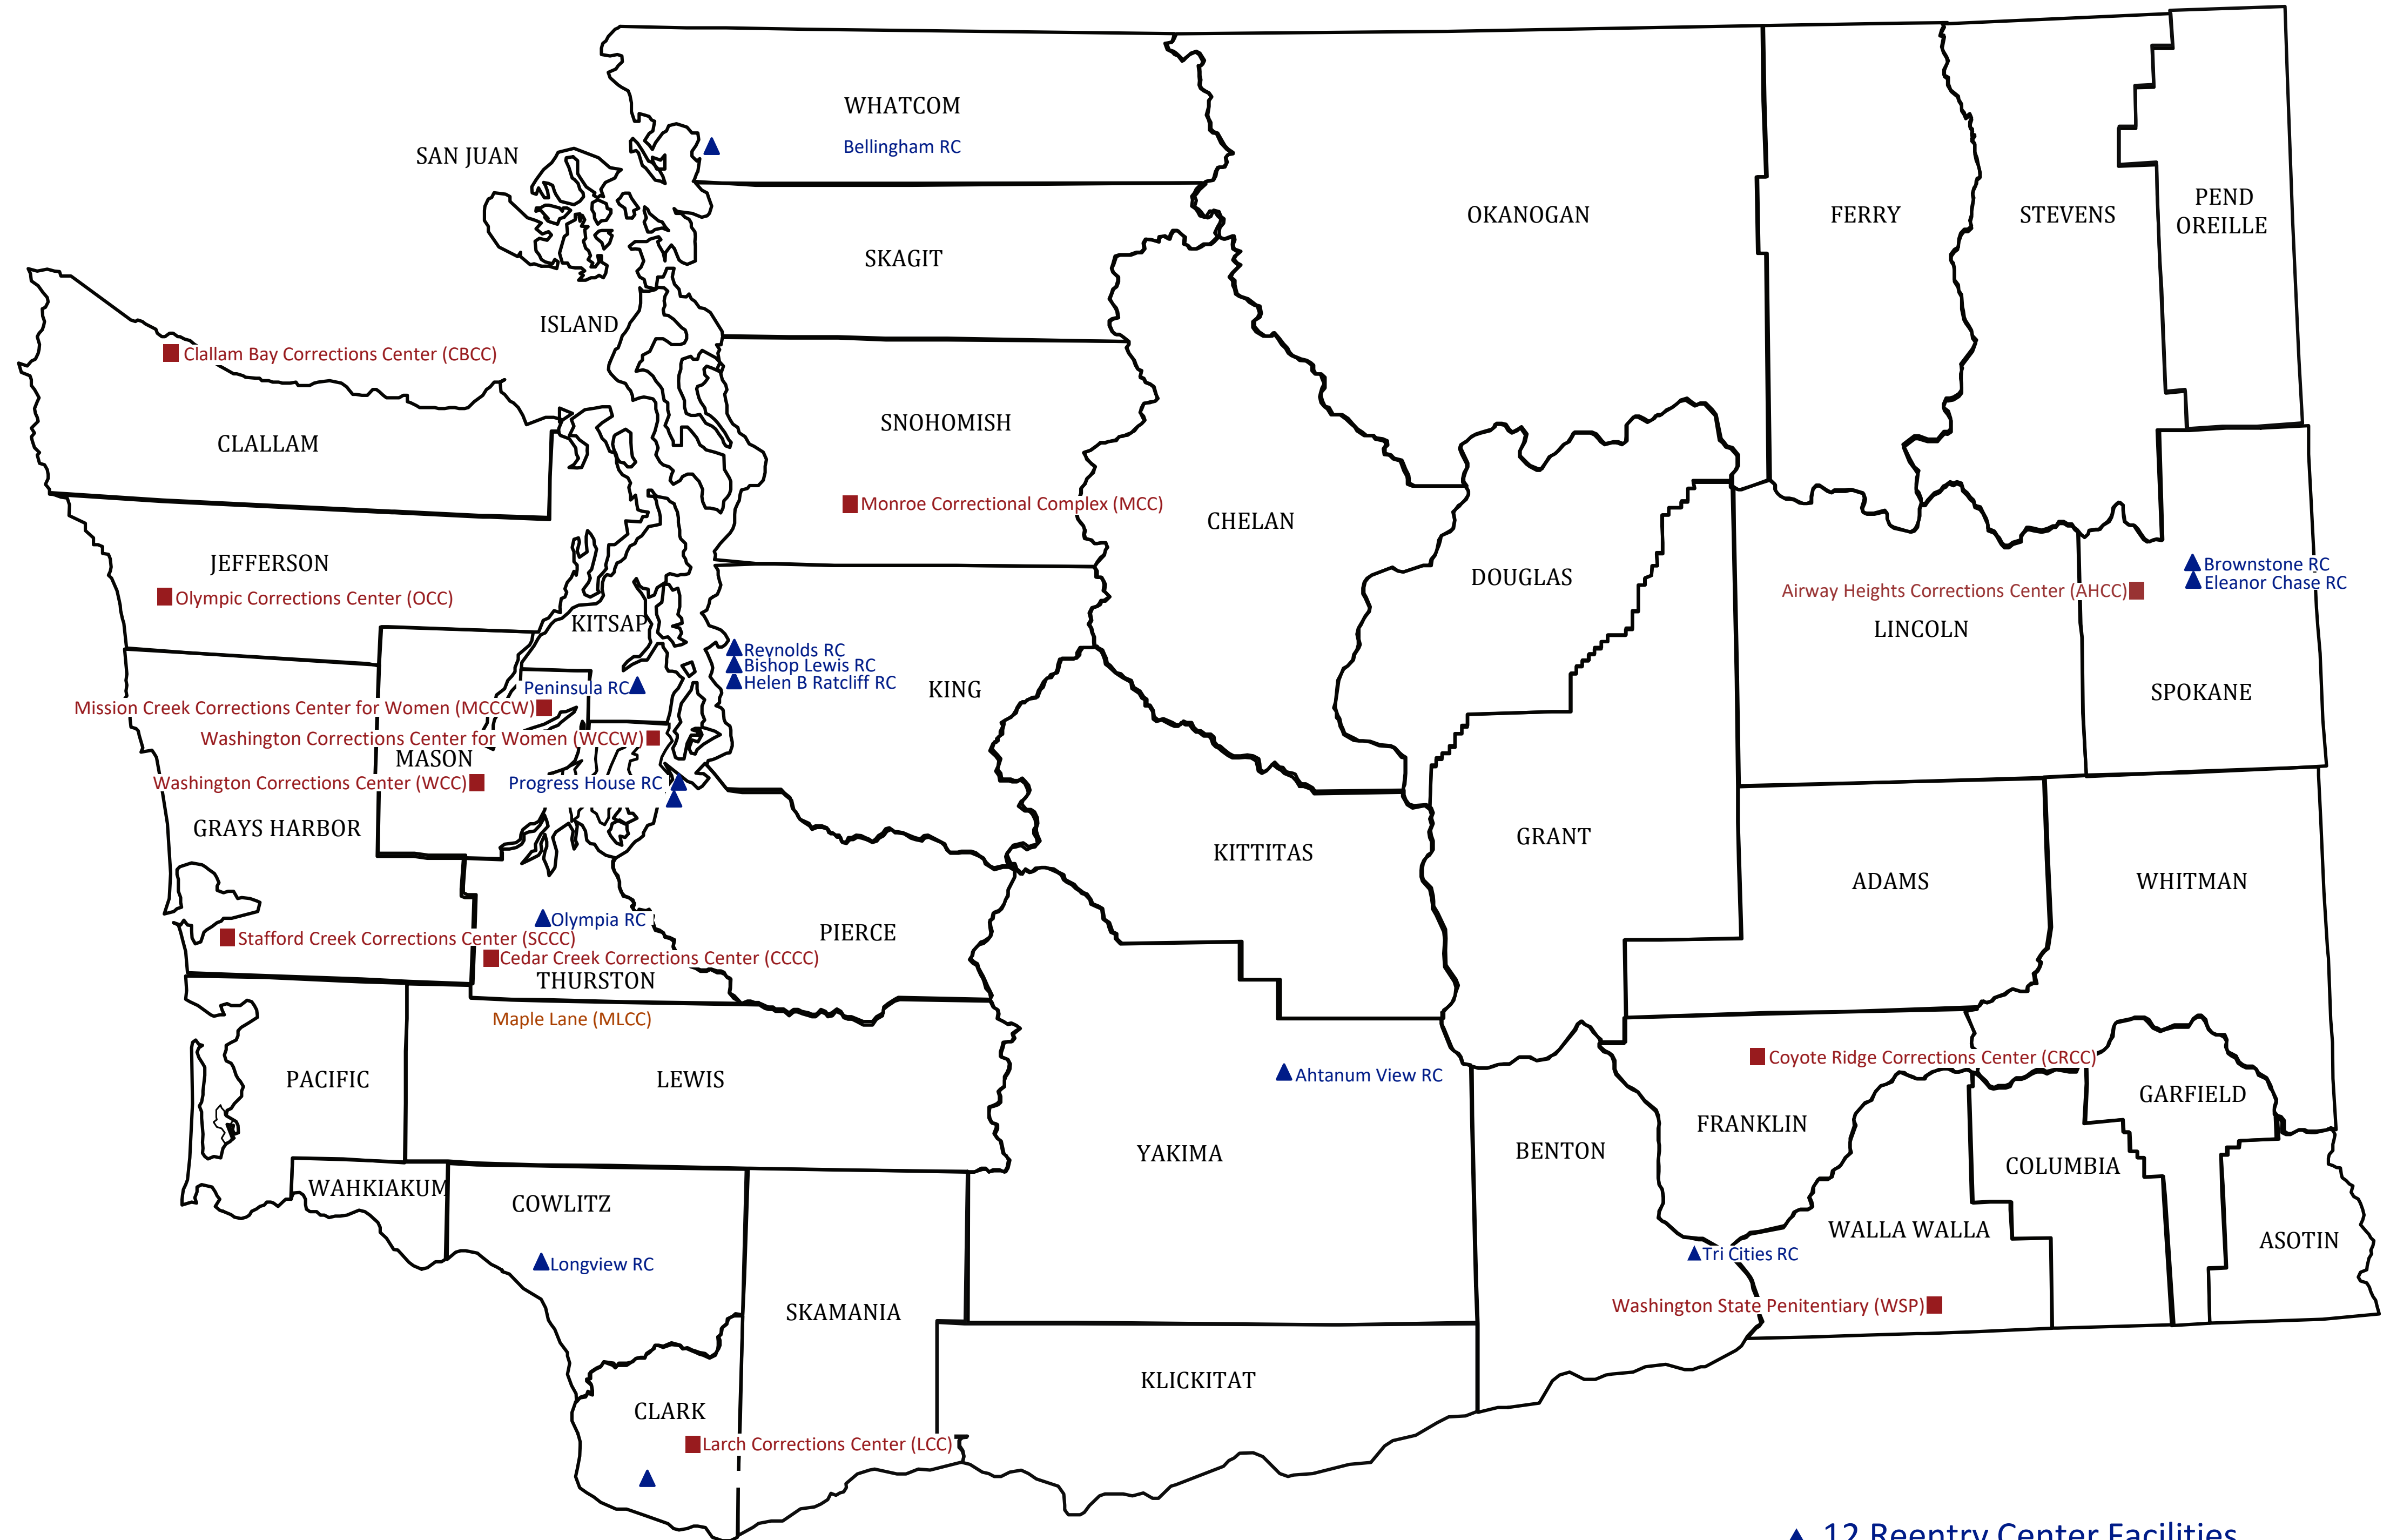 WHATCOM
Bellingham RC
SAN JUAN
OKANOGAN
FERRY
STEVENS
PEND
OREILLE
SKAGIT
ISLAND
Clallam Bay Corrections Center (CBCC)
SNOHOMISH
CLALLAM
Monroe Correctional Complex (MCC)
CHELAN
JEFFERSON
DOUGLAS
Brownstone RC
Eleanor Chase RC
Airway Heights Corrections Center (AHCC)
Olympic Corrections Center (OCC)
KITSAP
LINCOLN
Reynolds RC
Bishop Lewis RC
Helen B Ratcliff RC
Peninsula RC
KING
SPOKANE
Mission Creek Corrections Center for Women (MCCCW)
Washington Corrections Center for Women (WCCW)
MASON
Washington Corrections Center (WCC)
Progress House RC
GRAYS HARBOR
GRANT
KITTITAS
ADAMS
WHITMAN
Olympia RC
PIERCE
Stafford Creek Corrections Center (SCCC)
Cedar Creek Corrections Center (CCCC)
THURSTON
Maple Lane (MLCC)
Coyote Ridge Corrections Center (CRCC)
Ahtanum View RC
PACIFIC
LEWIS
GARFIELD
FRANKLIN
YAKIMA
BENTON
COLUMBIA
WAHKIAKUM
COWLITZ
WALLA WALLA
ASOTIN
Tri Cities RC
Longview RC
Washington State Penitentiary (WSP)
SKAMANIA
KLICKITAT
CLARK
Larch Corrections Center (LCC)
12 Reentry Center Facilities